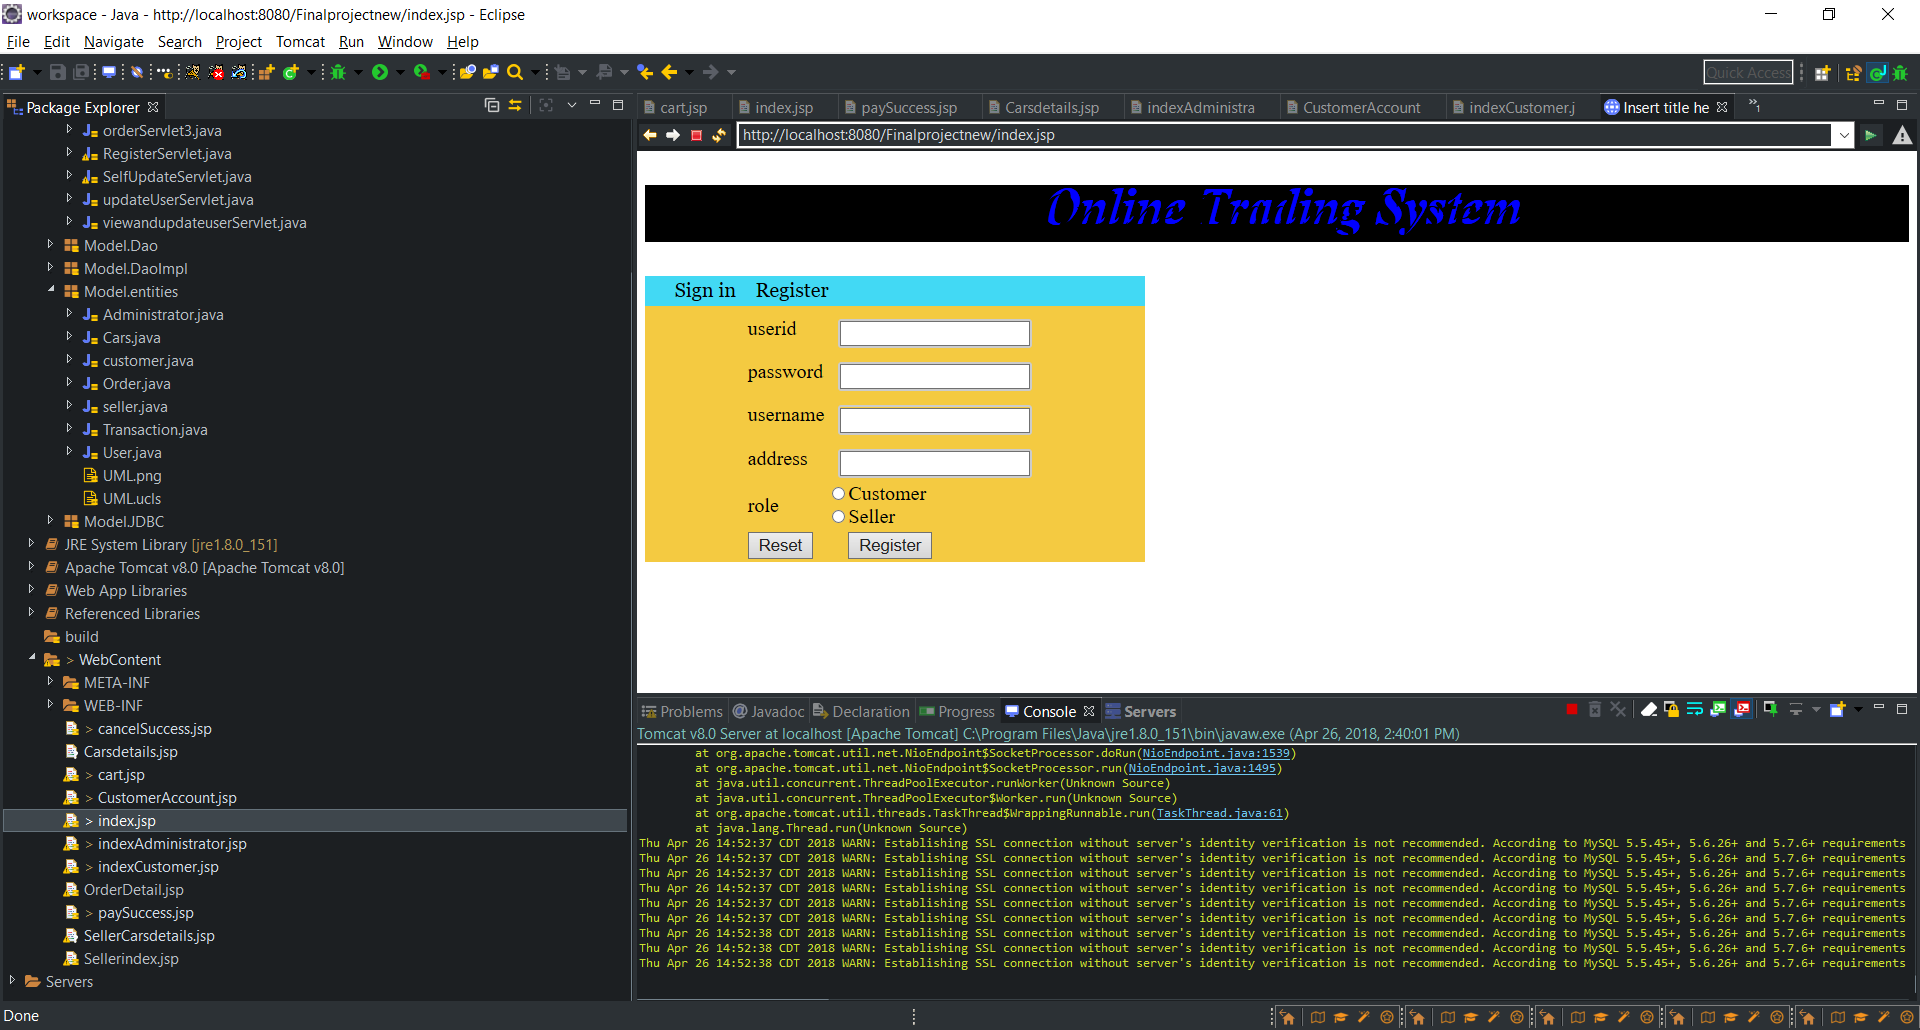 workspace - Java - http://localhost:8080/Finalprojectnew/index.jsp - Eclipse
File Edit Navigate Search Project Tomcat Run Window Help
Quick Access
Package Explorer
orderServlet3.java
RegisterServlet.java
SelfUpdateServlet.java
updateUserServlet.java
viewandupdateuserServlet.java
Model.Dao
Model.DaoImpl
Model.entities
Administrator.java
Cars.java
customer.java
Order.java
seller.java
Transaction.java
User.java
UML.png
UML.ucls
Model.JDBC
JRE System Library [jre1.8.0_151]
Apache Tomcat v8.0 [Apache Tomcat v8.0]
Web App Libraries
Referenced Libraries
build
> WebContent
META-INF
WEB-INF
> cancelSuccess.jsp
Carsdetails.jsp
> cart.jsp
> CustomerAccount.jsp
> index.jsp
> indexAdministrator.jsp
> indexCustomer.jsp
OrderDetail.jsp
> paySuccess.jsp
SellerCarsdetails.jsp
Sellerindex.jsp
Servers
cart.jsp index.jsp paySuccess.jsp Carsdetails.jsp indexAdministra CustomerAccount indexCustomer.j Insert title he »1
http://localhost:8080/Finalprojectnew/index.jsp
Online Trading System
Sign in Register
userid
password
username
address
role
Customer
Seller
Reset Register
Problems @ Javadoc Declaration Progress Console Servers
Tomcat v8.0 Server at localhost [Apache Tomcat] C:\Program Files\Java\jre1.8.0_151\bin\javaw.exe (Apr 26, 2018, 2:40:01 PM)
at org.apache.tomcat.util.net.NioEndpoint$SocketProcessor.doRun(NioEndpoint.java:1539)
at org.apache.tomcat.util.net.NioEndpoint$SocketProcessor.run(NioEndpoint.java:1495)
at java.util.concurrent.ThreadPoolExecutor.runWorker(Unknown Source)
at java.util.concurrent.ThreadPoolExecutor$Worker.run(Unknown Source)
at org.apache.tomcat.util.threads.TaskThread$WrappingRunnable.run(TaskThread.java:61)
at java.lang.Thread.run(Unknown Source)
Thu Apr 26 14:52:37 CDT 2018 WARN: Establishing SSL connection without server's identity verification is not recommended. According to MySQL 5.5.45+, 5.6.26+ and 5.7.6+ requirements
Thu Apr 26 14:52:37 CDT 2018 WARN: Establishing SSL connection without server's identity verification is not recommended. According to MySQL 5.5.45+, 5.6.26+ and 5.7.6+ requirements
Thu Apr 26 14:52:37 CDT 2018 WARN: Establishing SSL connection without server's identity verification is not recommended. According to MySQL 5.5.45+, 5.6.26+ and 5.7.6+ requirements
Thu Apr 26 14:52:37 CDT 2018 WARN: Establishing SSL connection without server's identity verification is not recommended. According to MySQL 5.5.45+, 5.6.26+ and 5.7.6+ requirements
Thu Apr 26 14:52:37 CDT 2018 WARN: Establishing SSL connection without server's identity verification is not recommended. According to MySQL 5.5.45+, 5.6.26+ and 5.7.6+ requirements
Thu Apr 26 14:52:37 CDT 2018 WARN: Establishing SSL connection without server's identity verification is not recommended. According to MySQL 5.5.45+, 5.6.26+ and 5.7.6+ requirements
Thu Apr 26 14:52:38 CDT 2018 WARN: Establishing SSL connection without server's identity verification is not recommended. According to MySQL 5.5.45+, 5.6.26+ and 5.7.6+ requirements
Thu Apr 26 14:52:38 CDT 2018 WARN: Establishing SSL connection without server's identity verification is not recommended. According to MySQL 5.5.45+, 5.6.26+ and 5.7.6+ requirements
Thu Apr 26 14:52:38 CDT 2018 WARN: Establishing SSL connection without server's identity verification is not recommended. According to MySQL 5.5.45+, 5.6.26+ and 5.7.6+ requirements
Done